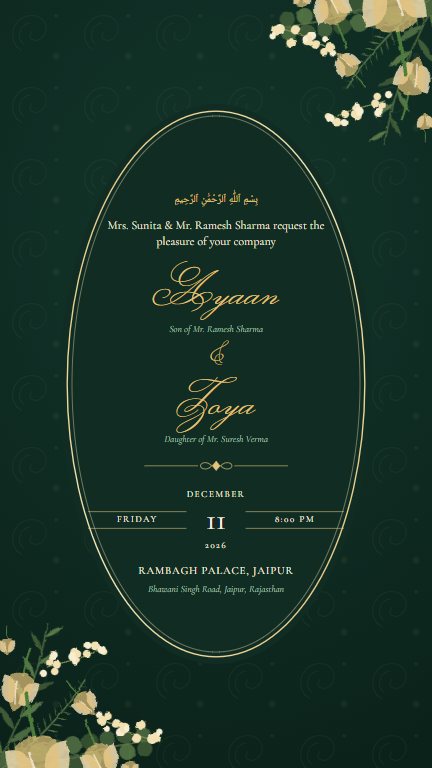 بِسْمِ اللهِ الرَّحْمٰنِ الرَّحِيمِ
Mrs. Sunita & Mr. Ramesh Sharma request the
pleasure of your company
Ayaan
Son of Mr. Ramesh Sharma
&
Zoya
Daughter of Mr. Suresh Verma
DECEMBER
FRIDAY 11 8:00 PM
2026
RAMBAGH PALACE, JAIPUR
Bhawani Singh Road, Jaipur, Rajasthan